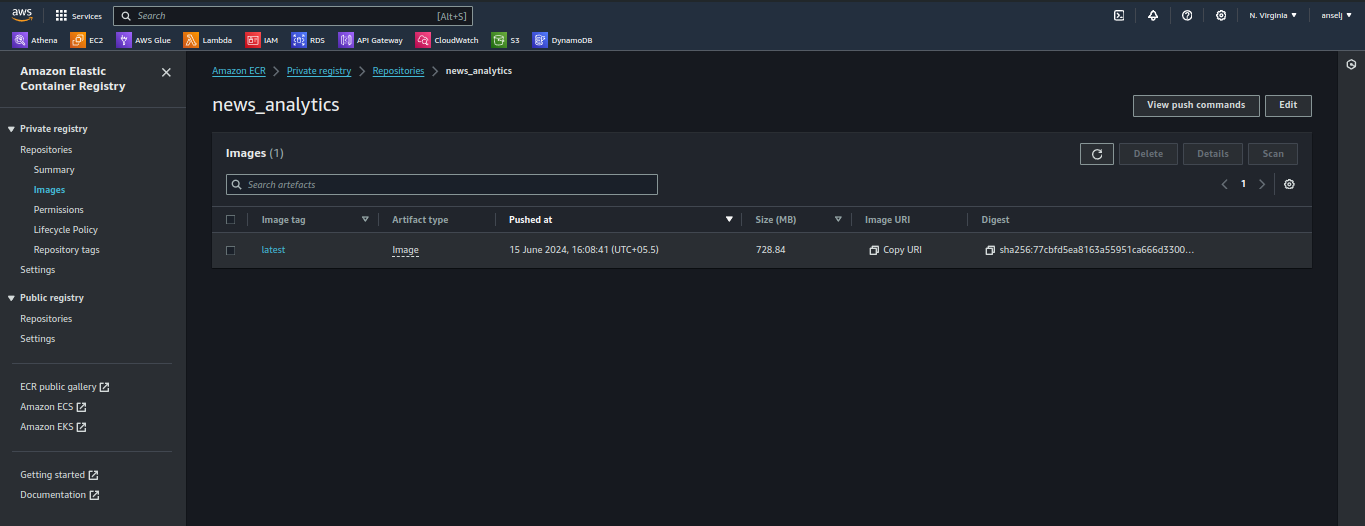 aws Services Search [Alt+S] N. Virginia ▼ anselj ▼
Athena EC2 AWS Glue Lambda IAM RDS API Gateway CloudWatch S3 DynamoDB
Amazon Elastic
Container Registry
Private registry
Repositories
Summary
Images
Permissions
Lifecycle Policy
Repository tags
Settings
Public registry
Repositories
Settings
ECR public gallery
Amazon ECS
Amazon EKS
Getting started
Documentation
Amazon ECR > Private registry > Repositories > news_analytics
news_analytics
View push commands Edit
Images (1)
Delete Details Scan
Search artefacts
1
Image tag Artifact type Pushed at Size (MB) Image URI Digest
latest Image 15 June 2024, 16:08:41 (UTC+05.5) 728.84 Copy URI sha256:77cbfd5ea8163a55951ca666d3300...